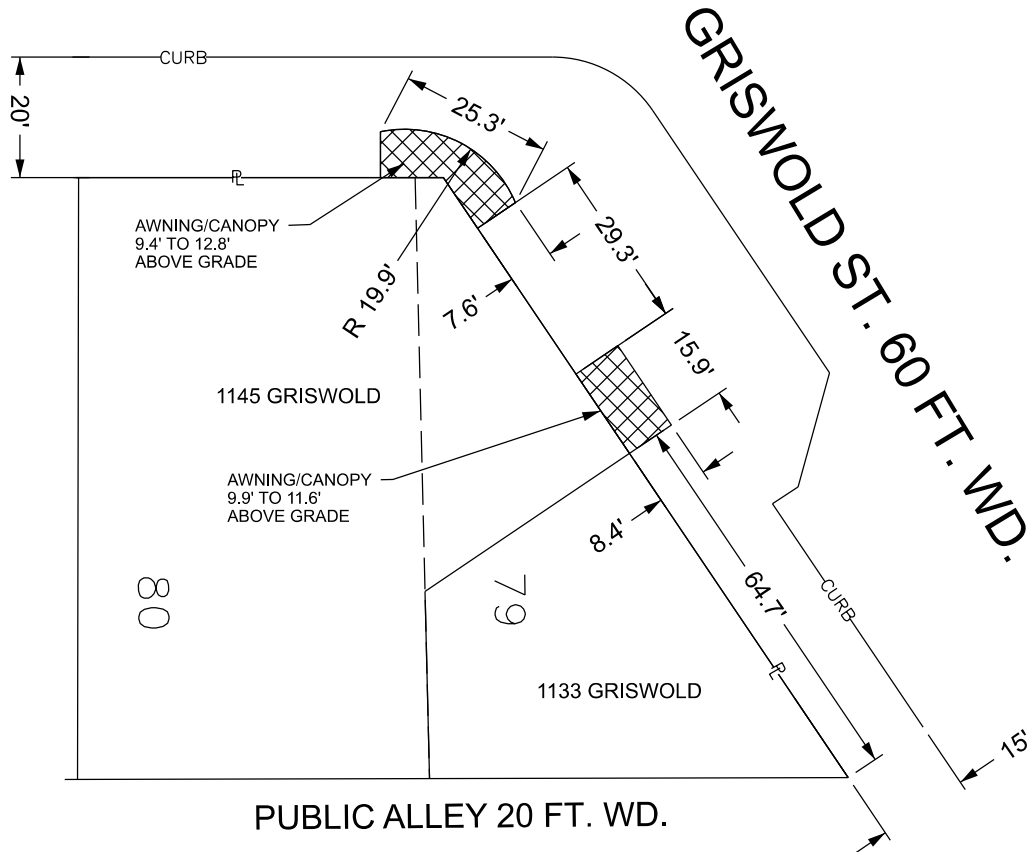 CURB
20'
25.3'
GRISWOLD ST. 60 FT. WD.
PL
AWNING/CANOPY
9.4' TO 12.8'
ABOVE GRADE
R 19.9'
29.3'
7.6'
15.9'
1145 GRISWOLD
AWNING/CANOPY
9.9' TO 11.6'
ABOVE GRADE
8.4'
80
79
64.7'
CURB
PL
1133 GRISWOLD
15'
PUBLIC ALLEY 20 FT. WD.